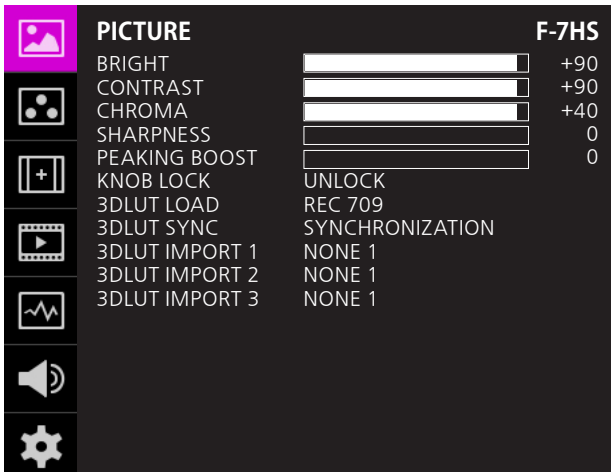 PICTURE F-7HS
BRIGHT +90
CONTRAST +90
CHROMA +40
SHARPNESS 0
PEAKING BOOST 0
KNOB LOCK UNLOCK
3DLUT LOAD REC 709
3DLUT SYNC SYNCHRONIZATION
3DLUT IMPORT 1 NONE 1
3DLUT IMPORT 2 NONE 1
3DLUT IMPORT 3 NONE 1